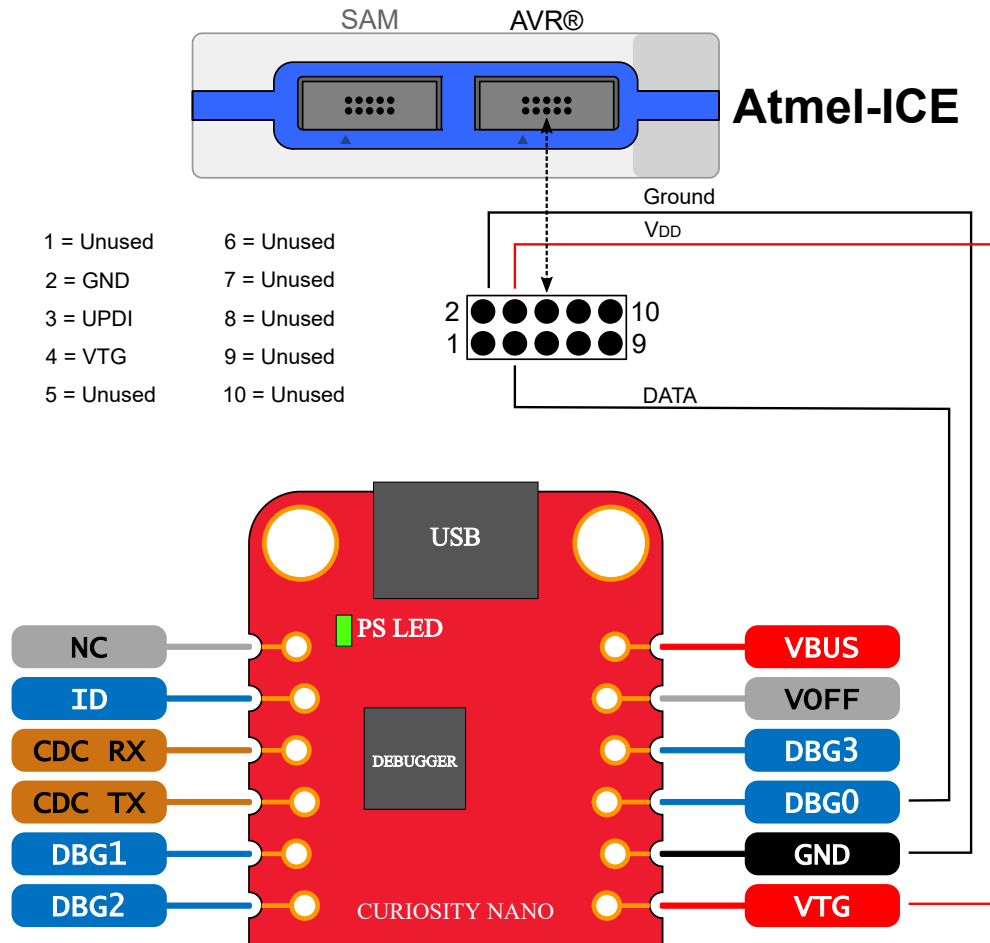 SAM
AVR®
Atmel-ICE
Ground
VDD
1 = Unused
2 = GND
3 = UPDI
4 = VTG
5 = Unused
6 = Unused
7 = Unused
8 = Unused
9 = Unused
10 = Unused
2
10
1
9
DATA
USB
PS LED
DEBUGGER
CURIOSITY NANO
NC
ID
CDC RX
CDC TX
DBG1
DBG2
VBUS
VOFF
DBG3
DBG0
GND
VTG